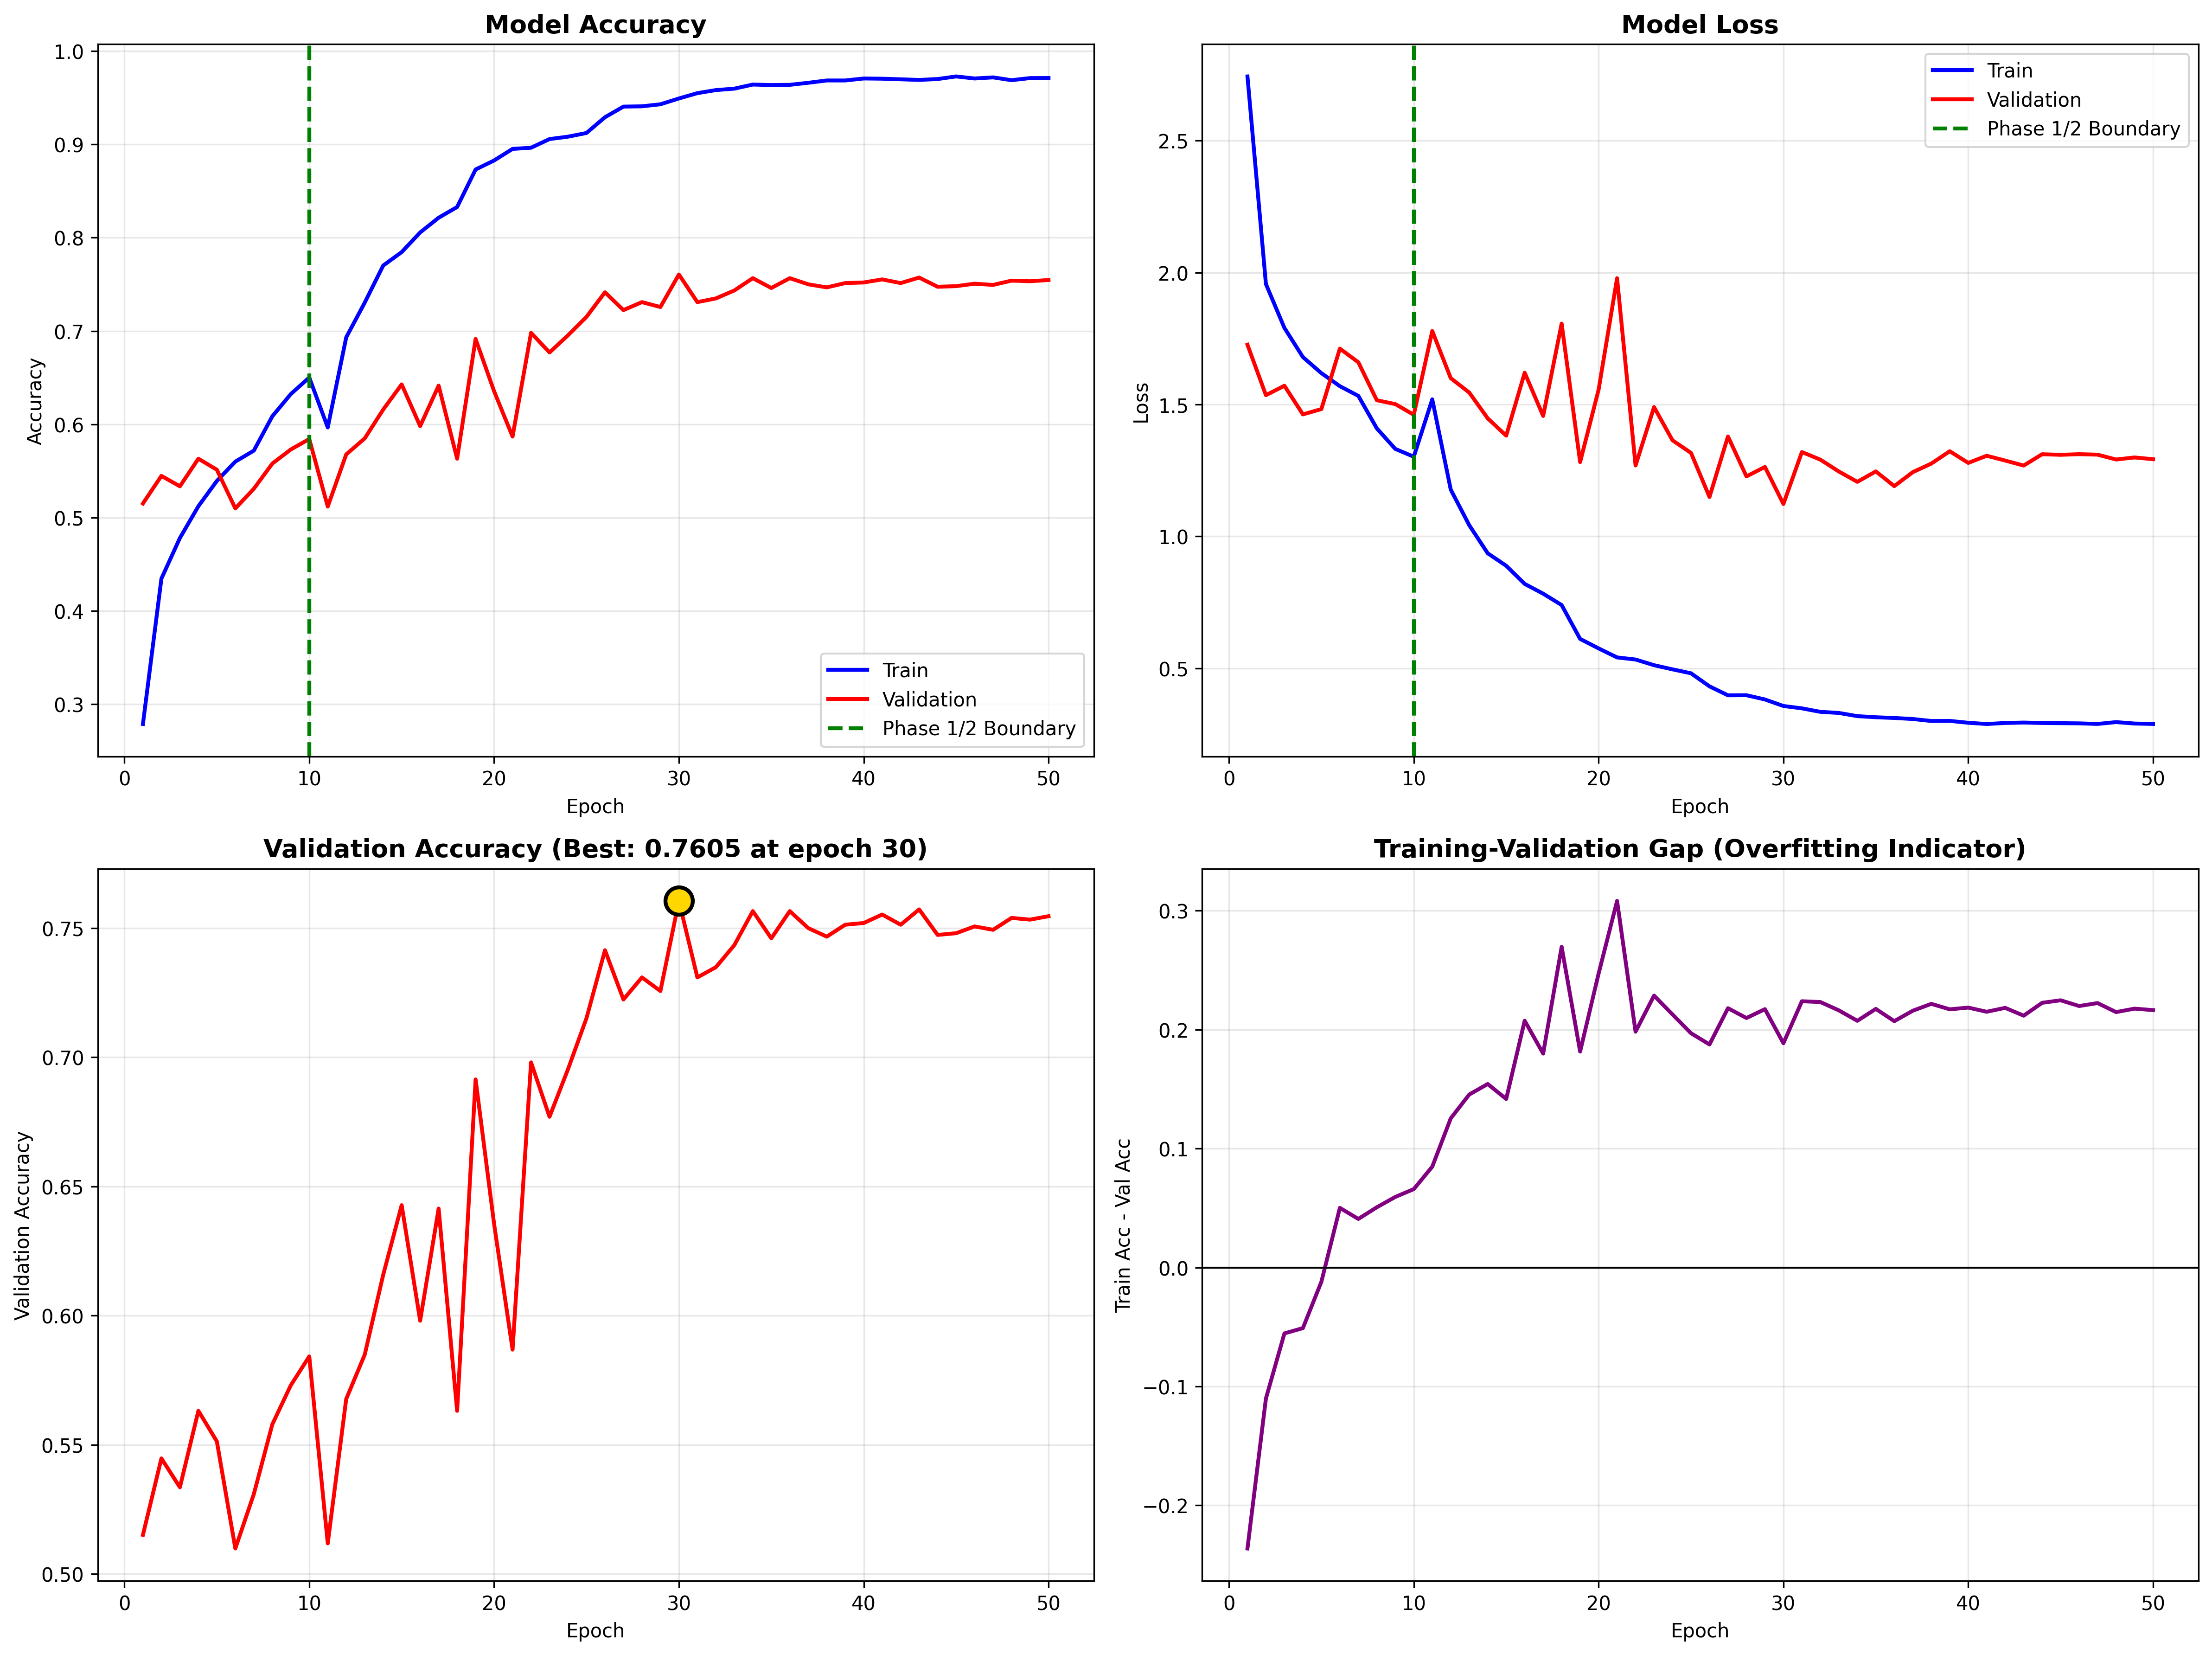 Model Accuracy
1.0
0.9
0.8
0.7
0.6
0.5
0.4
0.3
Accuracy
Train
Validation
Phase 1/2 Boundary
0 10 20 30 40 50
Epoch
Model Loss
2.5
2.0
1.5
1.0
0.5
Loss
Train
Validation
Phase 1/2 Boundary
0 10 20 30 40 50
Epoch
Validation Accuracy (Best: 0.7605 at epoch 30)
0.75
0.70
0.65
0.60
0.55
0.50
Validation Accuracy
0 10 20 30 40 50
Epoch
Training-Validation Gap (Overfitting Indicator)
0.3
0.2
0.1
0.0
−0.1
−0.2
Train Acc - Val Acc
0 10 20 30 40 50
Epoch